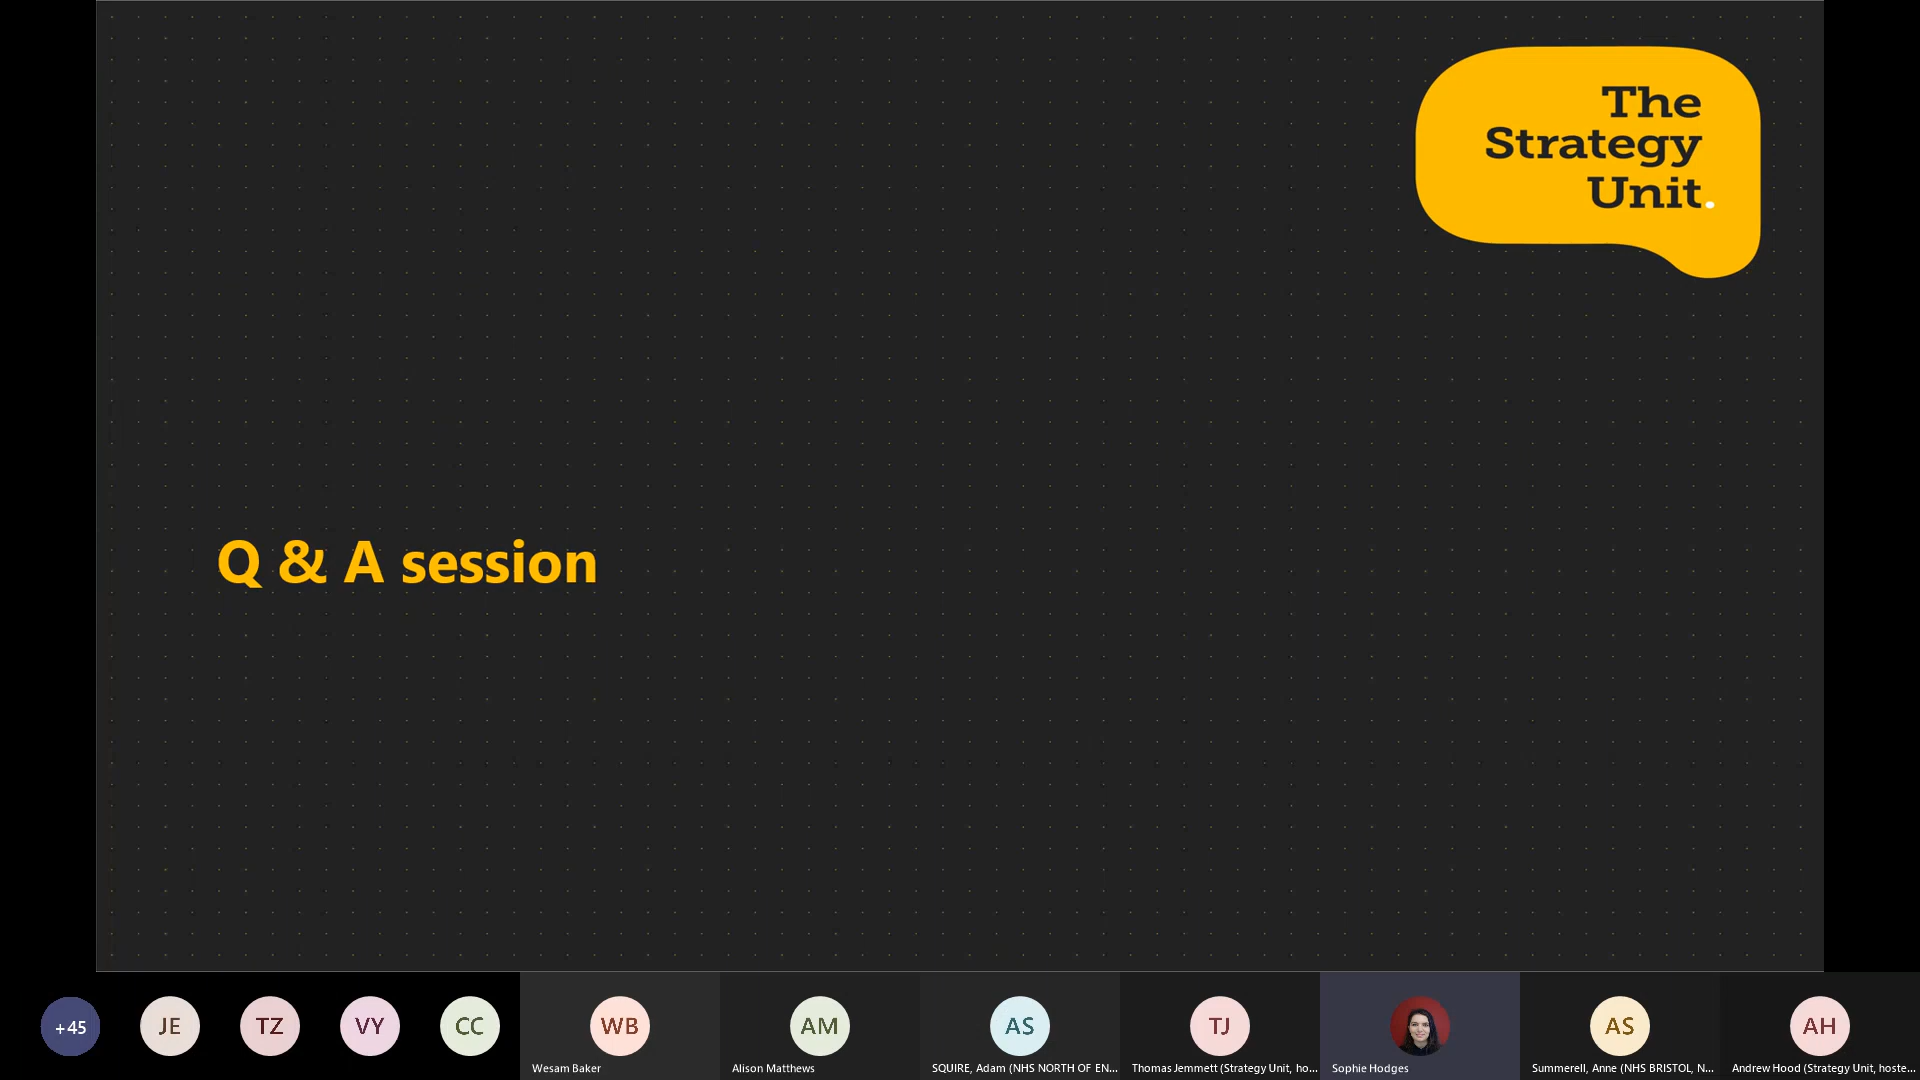 The
Strategy
Unit.
Q & A session
+45
JE
TZ
VY
CC
WB
AM
AS
TJ
AS
AH
Wesam Baker
Alison Matthews
SQUIRE, Adam (NHS NORTH OF EN...
Thomas Jemmett (Strategy Unit, ho...
Sophie Hodges
Summerell, Anne (NHS BRISTOL, N...
Andrew Hood (Strategy Unit, hoste...